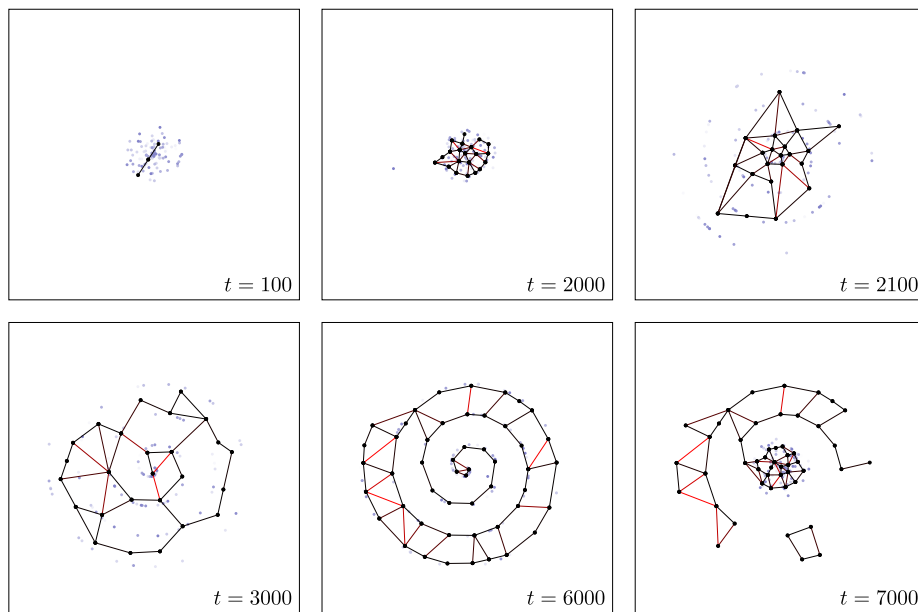 t = 100
t = 2000
t = 2100
t = 3000
t = 6000
t = 7000